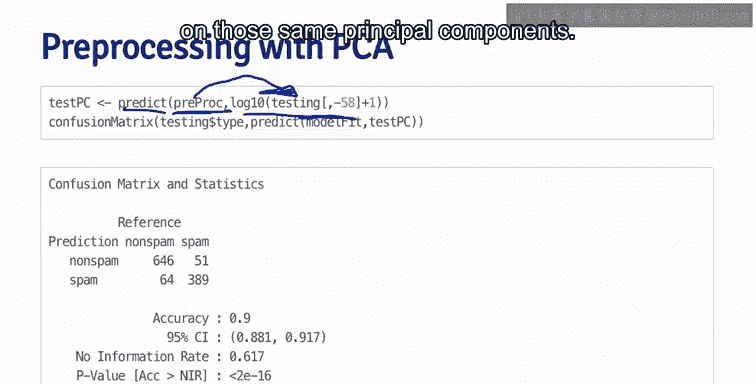 on those same principal components.
Preprocessing with PCA
testPC <- predict(preProc,log10(testing[,-58]+1))
confusionMatrix(testing$type,predict(modelFit,testPC))
Confusion Matrix and Statistics
Reference
Prediction nonspam spam
nonspam 646 51
spam 64 389
Accuracy : 0.9
95% CI : (0.881, 0.917)
No Information Rate : 0.617
P-Value [Acc > NIR] : <2e-16